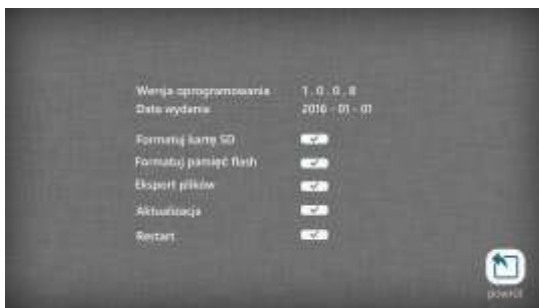 Wersja oprogramowania 1.0.0.8
Data wydania 2016-01-01
Formatuj kartę SD
Formatuj pamięć flash
Eksport plików
Aktualizacja
Restart
powrót